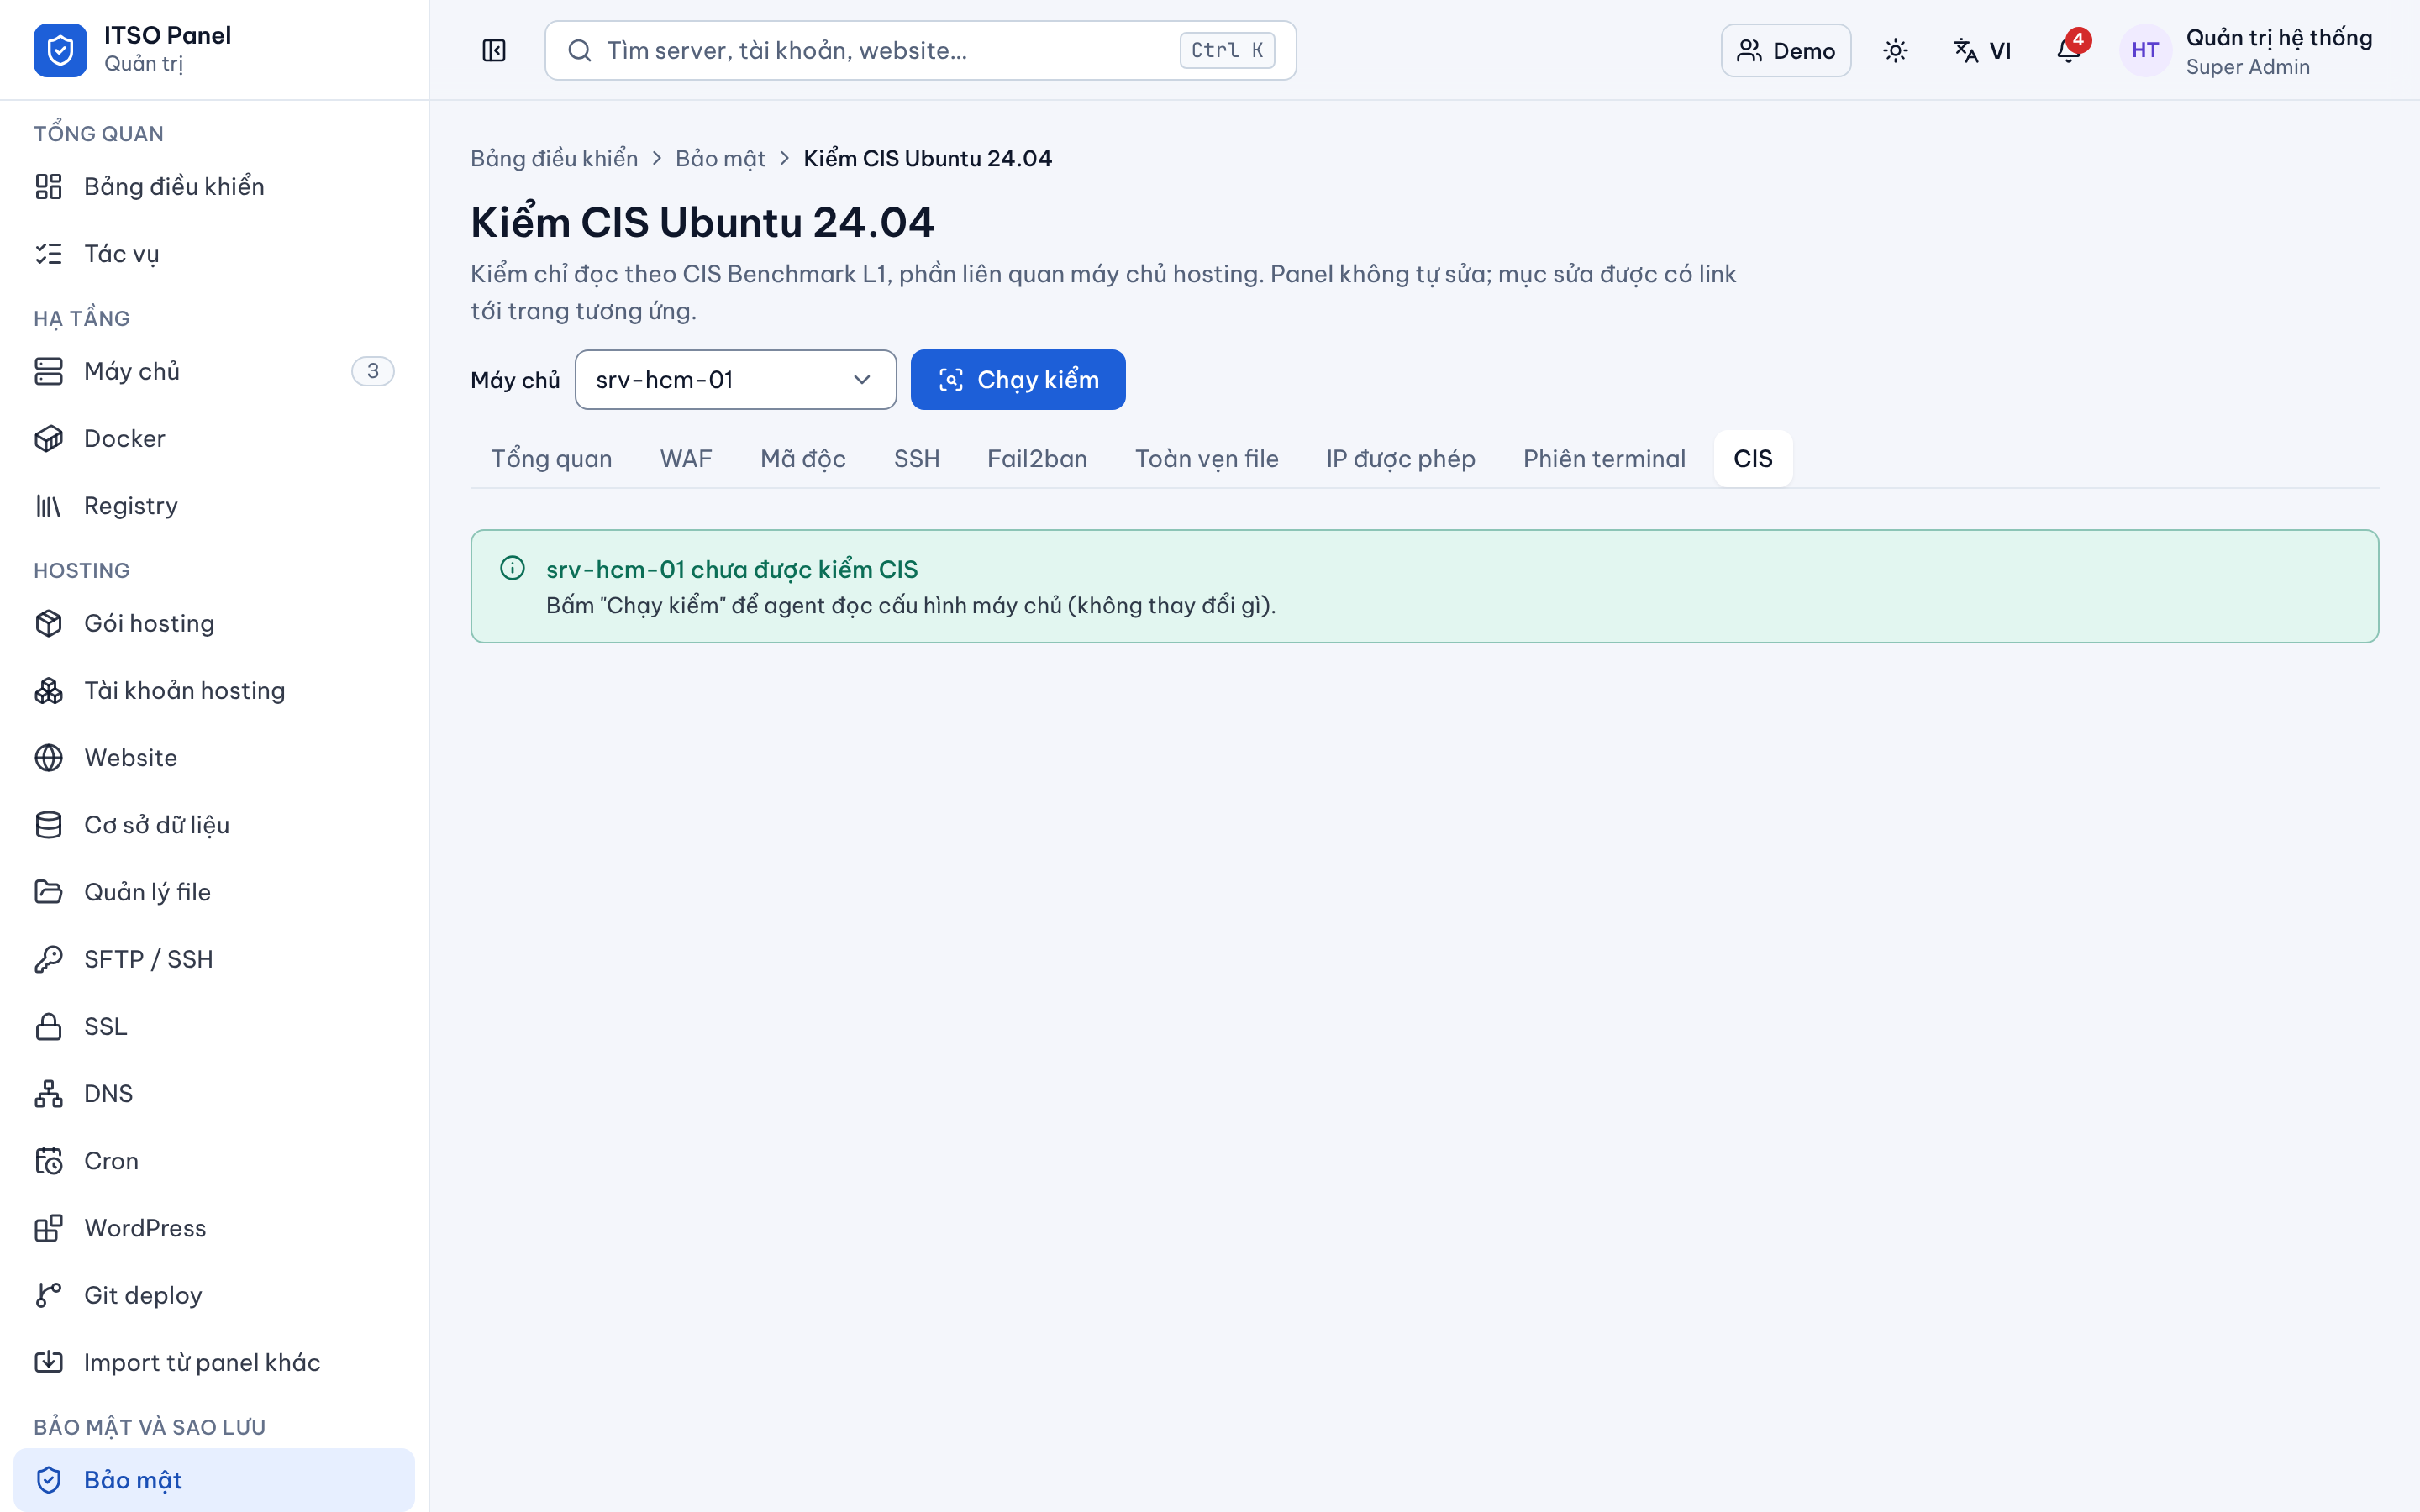 ITSO Panel
Quản trị
Tìm server, tài khoản, website...
Ctrl K
Demo
VI
4
HT
Quản trị hệ thống
Super Admin
TỔNG QUAN
Bảng điều khiển
Tác vụ
HẠ TẦNG
Máy chủ
3
Docker
Registry
HOSTING
Gói hosting
Tài khoản hosting
Website
Cơ sở dữ liệu
Quản lý file
SFTP / SSH
SSL
DNS
Cron
WordPress
Git deploy
Import từ panel khác
BẢO MẬT VÀ SAO LƯU
Bảo mật
Bảng điều khiển > Bảo mật > Kiểm CIS Ubuntu 24.04
Kiểm CIS Ubuntu 24.04
Kiểm chỉ đọc theo CIS Benchmark L1, phần liên quan máy chủ hosting. Panel không tự sửa; mục sửa được có link
tới trang tương ứng.
Máy chủ
srv-hcm-01
Chạy kiểm
Tổng quan
WAF
Mã độc
SSH
Fail2ban
Toàn vẹn file
IP được phép
Phiên terminal
CIS
srv-hcm-01 chưa được kiểm CIS
Bấm "Chạy kiểm" để agent đọc cấu hình máy chủ (không thay đổi gì).